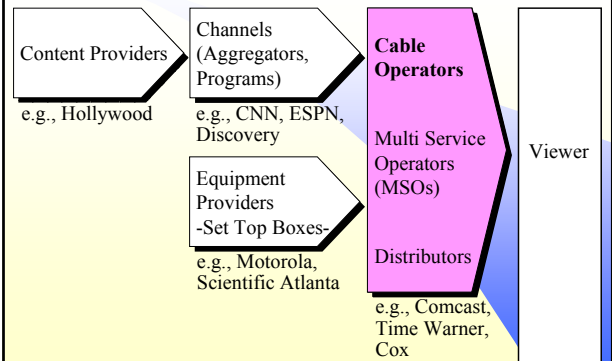 Content Providers
e.g., Hollywood
Channels
(Aggregators,
Programs)
e.g., CNN, ESPN,
Discovery
Equipment
Providers
-Set Top Boxes-
e.g., Motorola,
Scientific Atlanta
Cable
Operators
Multi Service
Operators
(MSOs)
Distributors
e.g., Comcast,
Time Warner,
Cox
Viewer